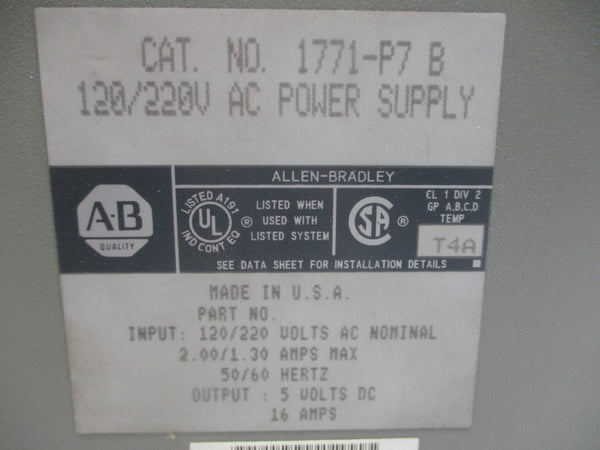 CAT. NO. 1771-P7 B
120/220V AC POWER SUPPLY
ALLEN-BRADLEY
A-B
QUALITY
LISTED A191
UL ®
IND CONT EQ
LISTED WHEN
USED WITH
LISTED SYSTEM
SA ®
CL 1 DIV 2
GP A,B,C,D
TEMP
T4A
SEE DATA SHEET FOR INSTALLATION DETAILS
MADE IN U.S.A.
PART NO.
INPUT: 120/220 VOLTS AC NOMINAL
2.00/1.30 AMPS MAX
50/60 HERTZ
OUTPUT : 5 VOLTS DC
16 AMPS